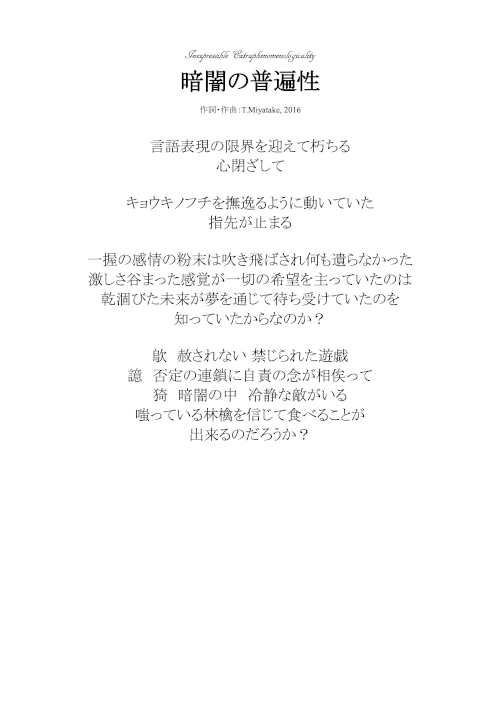 Inexpressible Extraphenomenologicality
暗闇の普遍性
作詞・作曲：T.Miyatake, 2016
言語表現の限界を迎えて朽ちる
心閉ざして
キョウキノフチを撫逸るように動いていた
指先が止まる
一握の感情の粉末は吹き飛ばされ何も遺らなかった
激しさ谷まった感覚が一切の希望を主っていたのは
乾涸びた未来が夢を通じて待ち受けていたのを
知っていたからなのか？
歍　赦されない 禁じられた遊戯
譩　否定の連鎖に自責の念が相俟って
猗　暗闇の中　冷静な敵がいる
嗤っている林檎を信じて食べることが
出来るのだろうか？